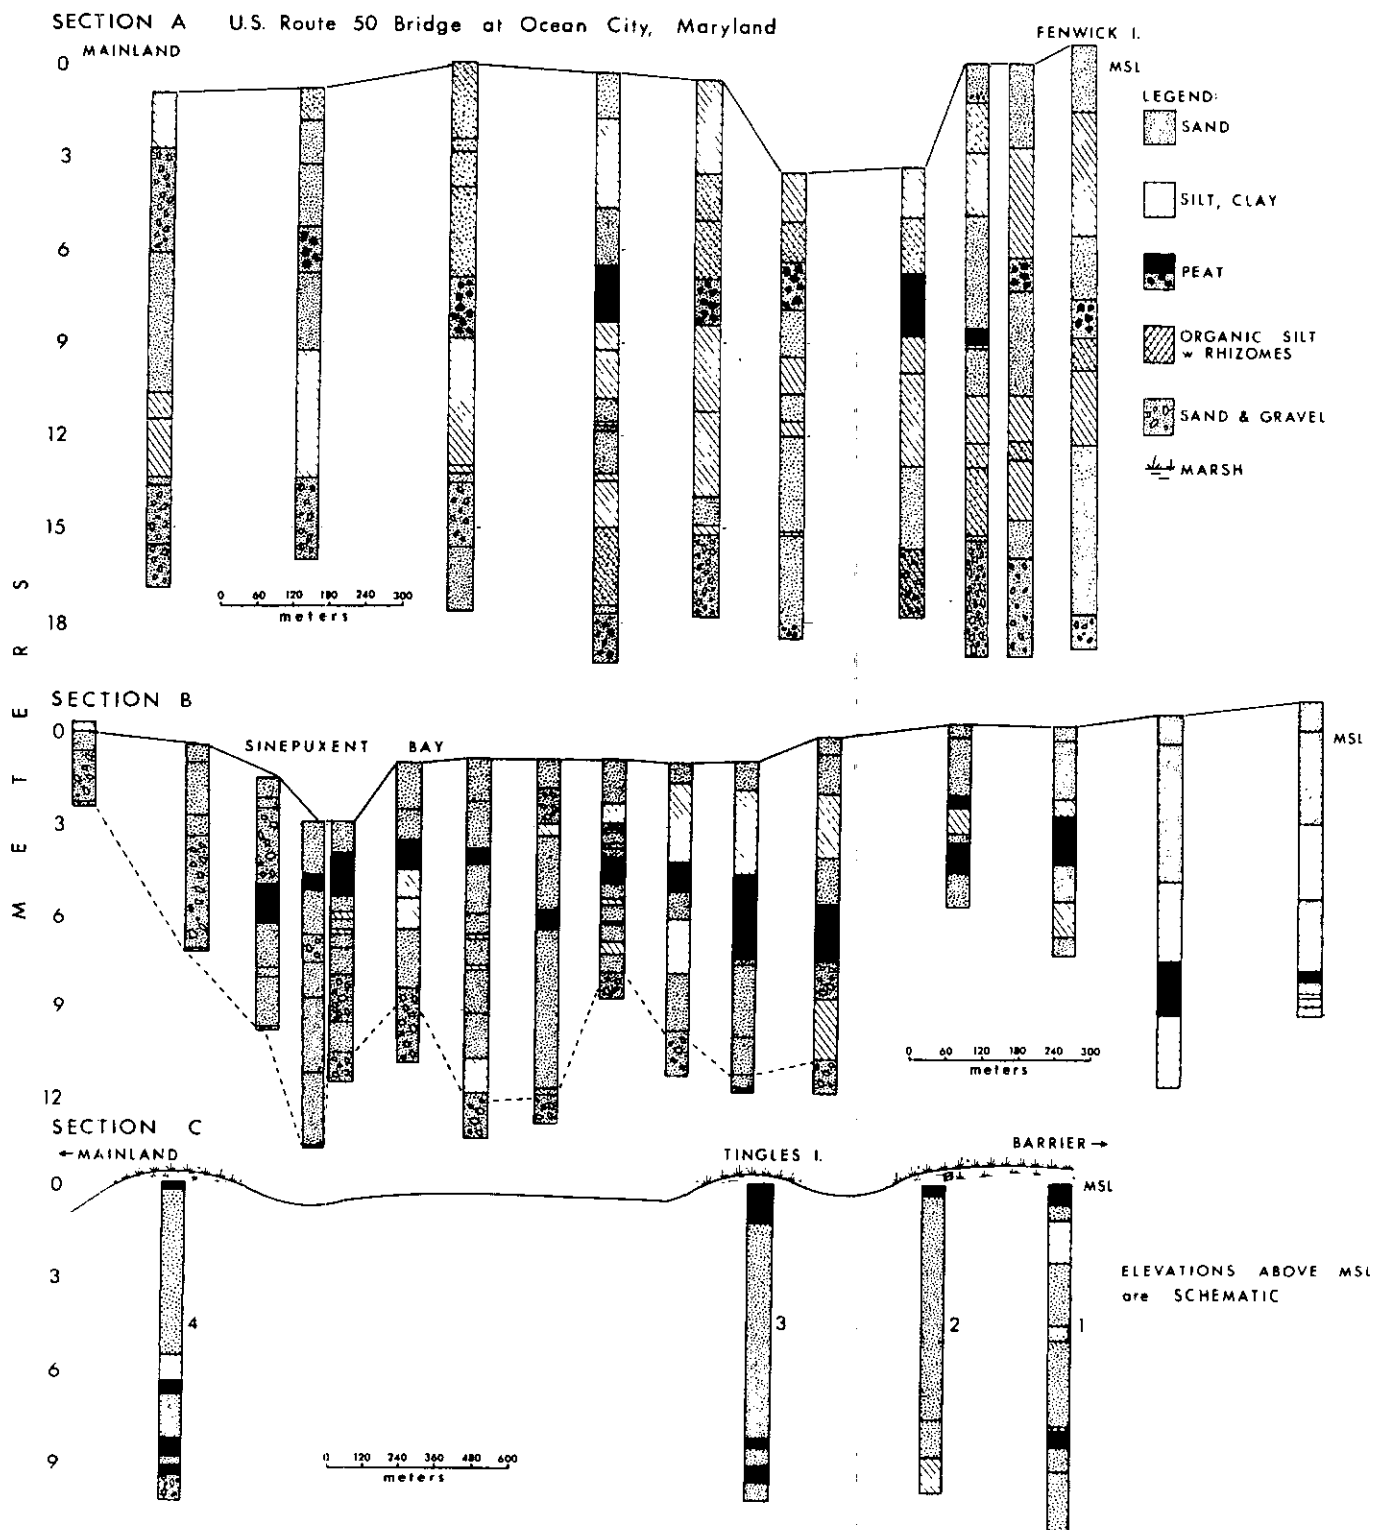 SECTION A U.S. Route 50 Bridge at Ocean City, Maryland
MAINLAND
FENWICK I.
MSL
0
3
6
9
12
15
18
LEGEND:
SAND
SILT, CLAY
PEAT
ORGANIC SILT
w RHIZOMES
SAND & GRAVEL
MARSH
0 60 120 180 240 300
meters
METERS
SECTION B
SINEPUXENT BAY
MSL
0
3
6
9
12
0 60 120 180 240 300
meters
SECTION C
←MAINLAND
TINGLES I.
BARRIER→
MSL
0
3
6
9
4
3
2
1
ELEVATIONS ABOVE MSL
are SCHEMATIC
0 120 240 360 480 600
meters